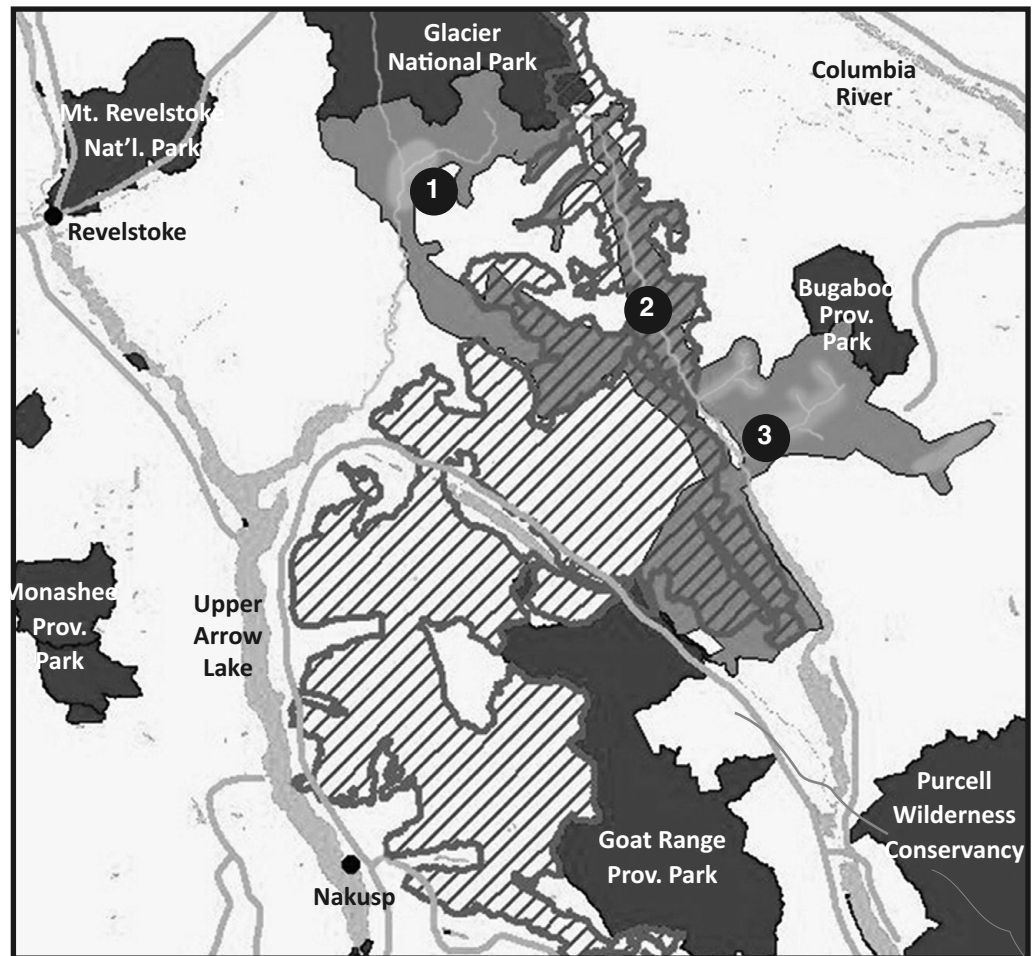 Glacier
National Park
Columbia
River
Mt. Revelstoke
Nat’l. Park
1
Revelstoke
Bugaboo
Prov.
Park
2
3
Monashee
Prov.
Park
Upper
Arrow
Lake
Purcell
Wilderness
Conservancy
Goat Range
Prov. Park
Nakusp